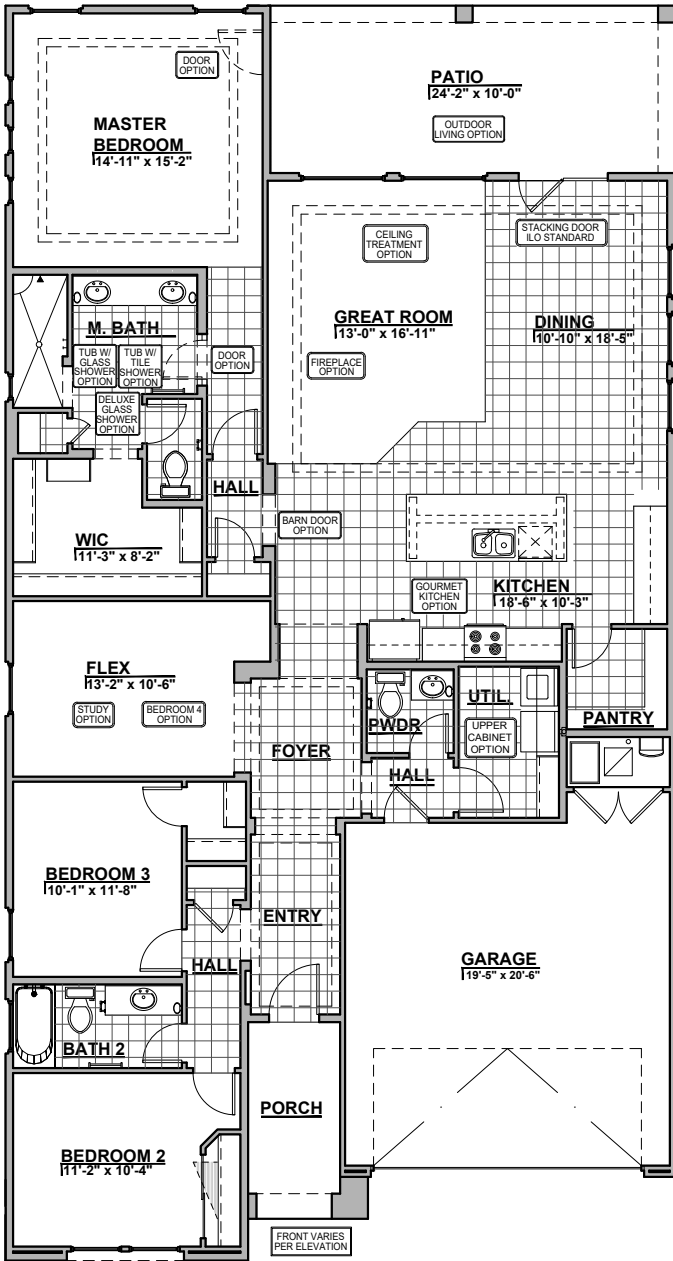 DOOR
OPTION
PATIO
24'-2" x 10'-0"
OUTDOOR
LIVING OPTION
MASTER
BEDROOM
14'-11" x 15'-2"
CEILING
TREATMENT
OPTION
STACKING DOOR
ILO STANDARD
GREAT ROOM
13'-0" x 16'-11"
DINING
10'-10" x 18'-5"
FIREPLACE
OPTION
M. BATH
TUB W/
GLASS
SHOWER
OPTION
TUB W/
TILE
SHOWER
OPTION
DOOR
OPTION
DELUXE
GLASS
SHOWER
OPTION
HALL
BARN DOOR
OPTION
WIC
11'-3" x 8'-2"
GOURMET
KITCHEN
OPTION
KITCHEN
18'-6" x 10'-3"
FLEX
13'-2" x 10'-6"
STUDY
OPTION
BEDROOM 4
OPTION
FOYER
PWDR
UTIL.
UPPER
CABINET
OPTION
PANTRY
HALL
BEDROOM 3
10'-1" x 11'-8"
ENTRY
HALL
GARAGE
19'-5" x 20'-6"
BATH 2
PORCH
BEDROOM 2
11'-2" x 10'-4"
FRONT VARIES
PER ELEVATION